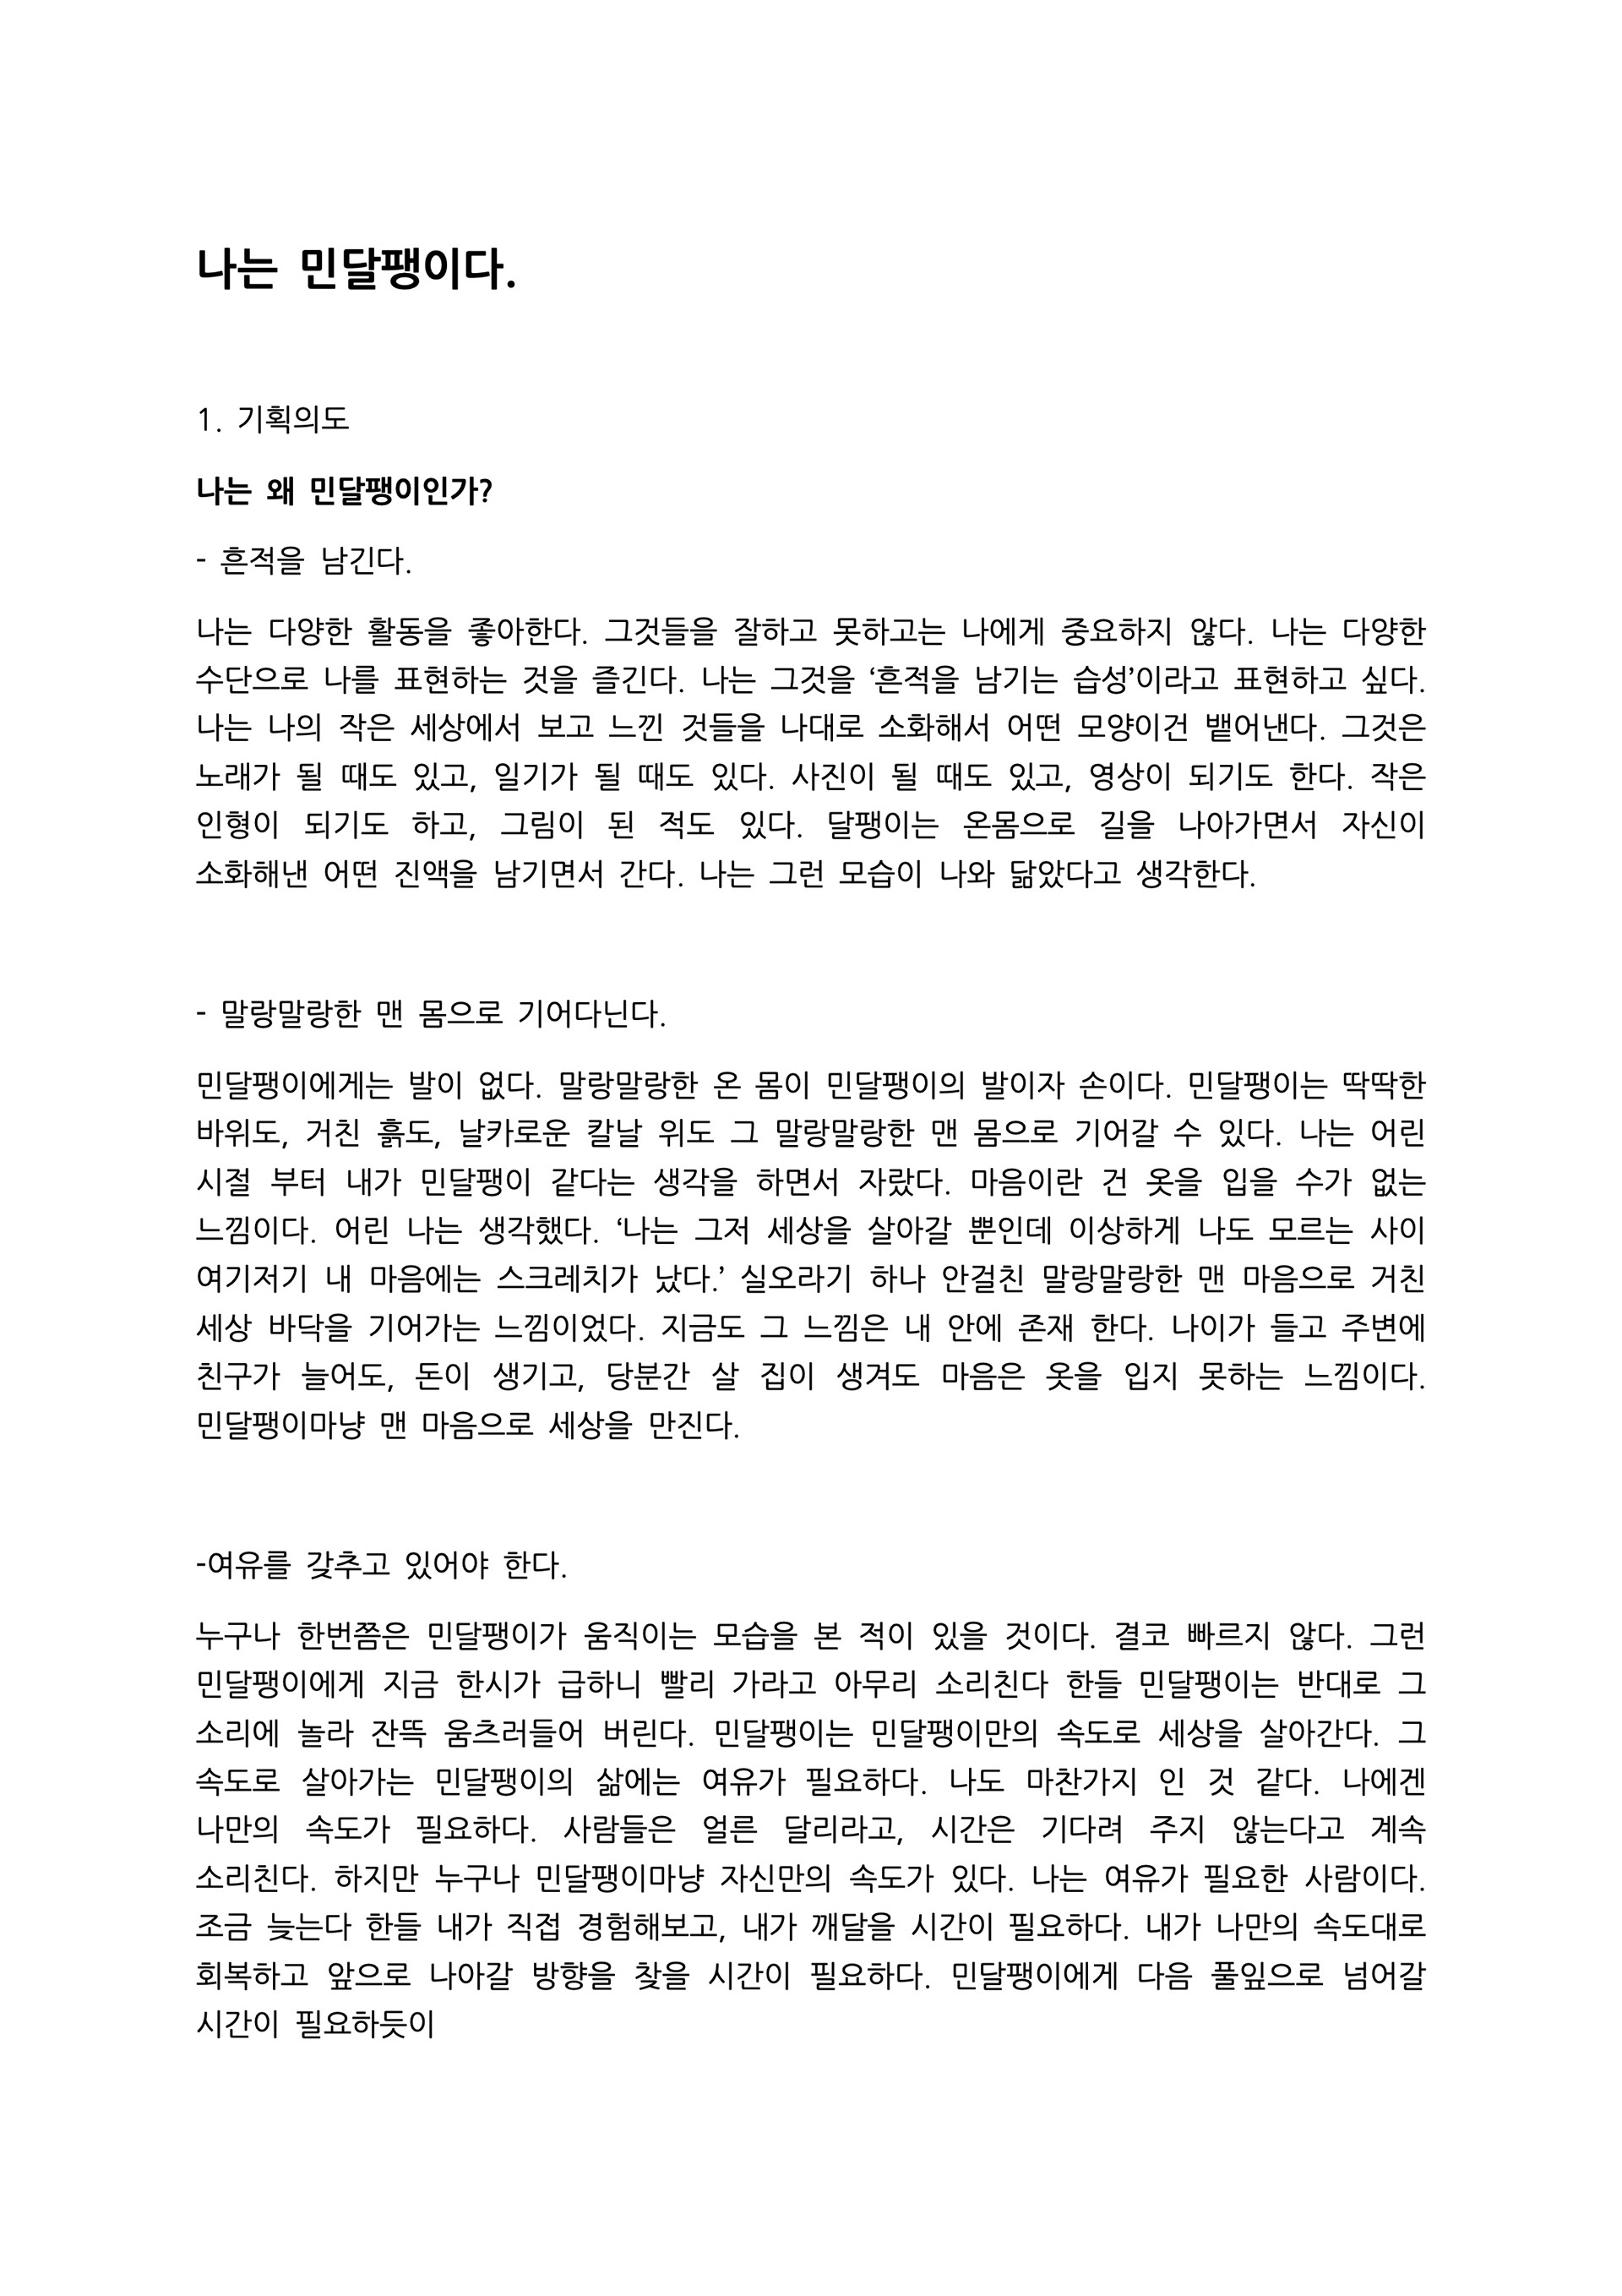 나는 민달팽이다.
1. 기획의도
나는 왜 민달팽이인가?
- 흔적을 남긴다.
나는 다양한 활동을 좋아한다. 그것들을 잘하고 못하고는 나에게 중요하지 않다. 나는 다양한
수단으로 나를 표현하는 것을 즐긴다. 나는 그것을 ‘흔적을 남기는 습성’이라고 표현하고 싶다.
나는 나의 작은 세상에서 보고 느낀 것들을 나대로 소화해서 어떤 모양이건 뱉어낸다. 그것은
노래가 될 때도 있고, 일기가 될 때도 있다. 사진이 될 때도 있고, 영상이 되기도 한다. 작은
인형이 되기도 하고, 그림이 된 적도 있다. 달팽이는 온몸으로 길을 나아가면서 자신이
소화해낸 어떤 진액을 남기면서 간다. 나는 그런 모습이 나와 닮았다고 생각한다.
- 말랑말랑한 맨 몸으로 기어다닌다.
민달팽이에게는 발이 없다. 말랑말랑한 온 몸이 민달팽이의 발이자 손이다. 민달팽이는 딱딱한
바위도, 거친 흙도, 날카로운 칼날 위도 그 말랑말랑한 맨 몸으로 기어갈 수 있다. 나는 어린
시절 부터 내가 민달팽이 같다는 생각을 하면서 자랐다. 마음이란 건 옷을 입을 수가 없는
느낌이다. 어린 나는 생각했다. ‘나는 그저 세상을 살아갈 뿐인데 이상하게 나도 모르는 사이
여기저기 내 마음에는 스크레치가 났다.’ 실오라기 하나 안걸친 말랑말랑한 맨 마음으로 거친
세상 바닥을 기어가는 느낌이었다. 지금도 그 느낌은 내 안에 존재 한다. 나이가 들고 주변에
친구가 늘어도, 돈이 생기고, 당분간 살 집이 생겨도 마음은 옷을 입지 못하는 느낌이다.
민달팽이마냥 맨 마음으로 세상을 만진다.
-여유를 갖추고 있어야 한다.
누구나 한번쯤은 민달팽이가 움직이는 모습을 본 적이 있을 것이다. 결코 빠르지 않다. 그런
민달팽이에게 지금 한시가 급하니 빨리 가라고 아무리 소리친다 한들 민달팽이는 반대로 그
소리에 놀라 잔뜩 움츠러들어 버린다. 민달팽이는 민달팽이만의 속도로 세상을 살아간다. 그
속도로 살아가는 민달팽이의 삶에는 여유가 필요하다. 나도 마찬가지 인 것 같다. 나에겐
나만의 속도가 필요하다. 사람들은 얼른 달리라고, 시간은 기다려 주지 않는다고 계속
소리친다. 하지만 누구나 민달팽이마냥 자신만의 속도가 있다. 나는 여유가 필요한 사람이다.
조금 늦는다 한들 내가 직접 경험해보고, 내가 깨달을 시간이 필요하다. 내가 나만의 속도대로
회복하고 앞으로 나아갈 방향을 찾을 시간이 필요하다. 민달팽이에게 다음 풀잎으로 넘어갈
시간이 필요하듯이